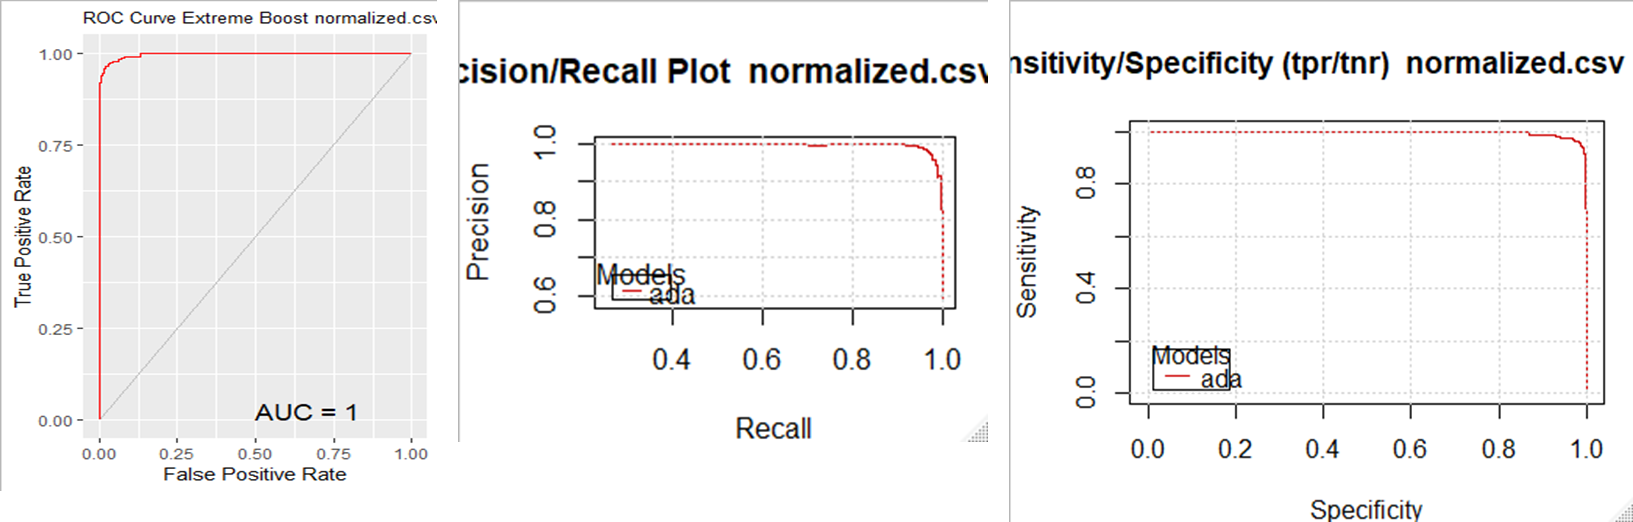 ROC Curve Extreme Boost normalized.csv
1.00
0.75
0.50
0.25
0.00
True Positive Rate
AUC = 1
0.00 0.25 0.50 0.75 1.00
False Positive Rate
cision/Recall Plot normalized.csv
1.0
0.8
0.6
Precision
Models
ada
0.4 0.6 0.8 1.0
Recall
nsitivity/Specificity (tpr/tnr) normalized.csv
0.8
0.4
0.0
Sensitivity
Models
ada
0.0 0.2 0.4 0.6 0.8 1.0
Specificity